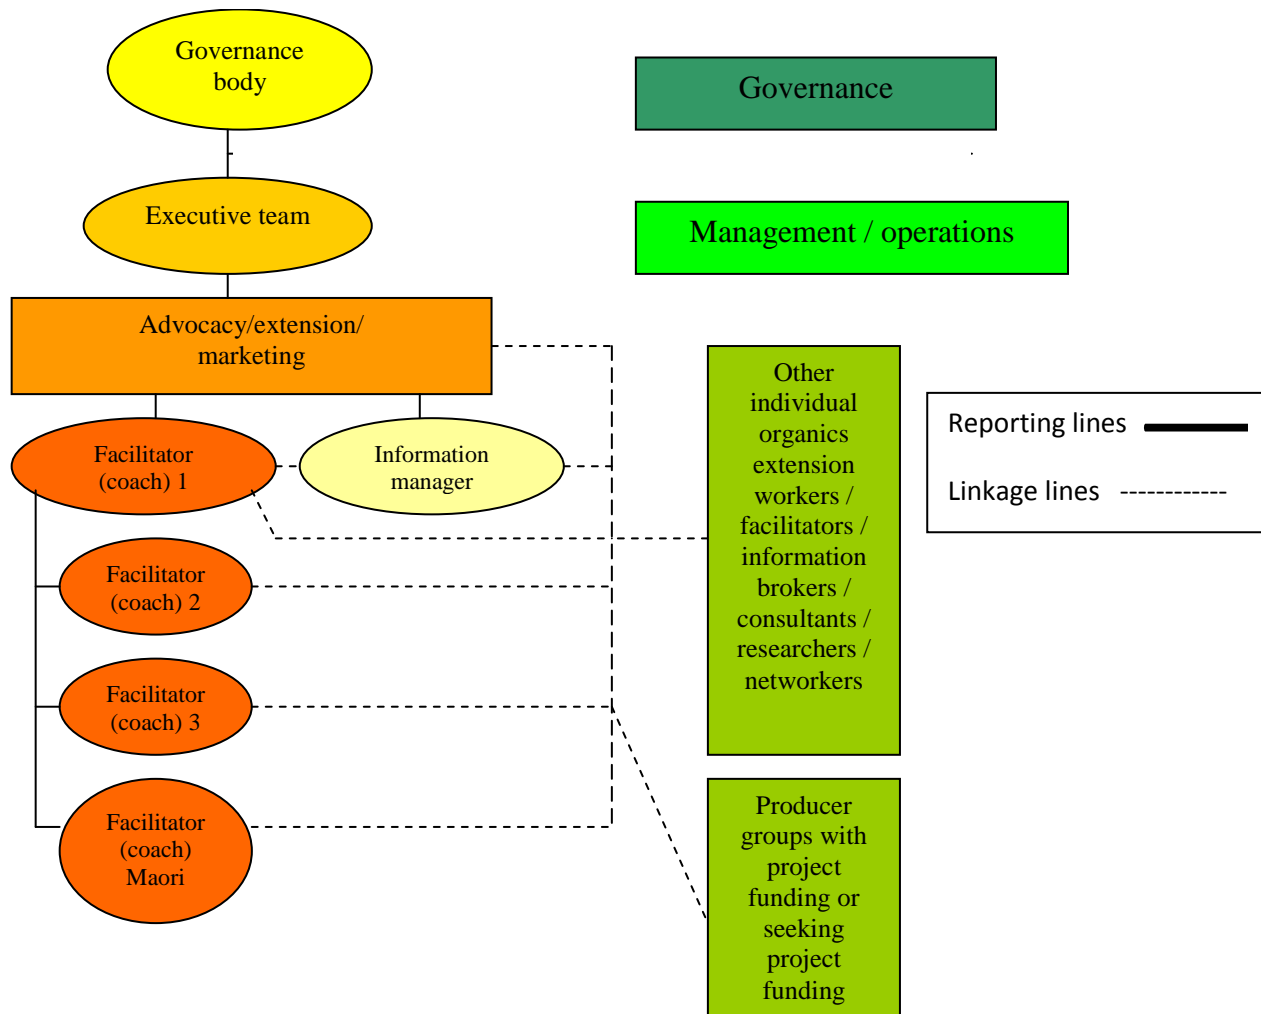 Governance
body
Governance
Executive team
Management / operations
Advocacy/extension/
marketing
Facilitator
(coach) 1
Information
manager
Facilitator
(coach) 2
Facilitator
(coach) 3
Facilitator
(coach)
Maori
Other
individual
organics
extension
workers /
facilitators /
information
brokers /
consultants /
researchers /
networkers
Producer
groups with
project
funding or
seeking
project
funding
Reporting lines
Linkage lines